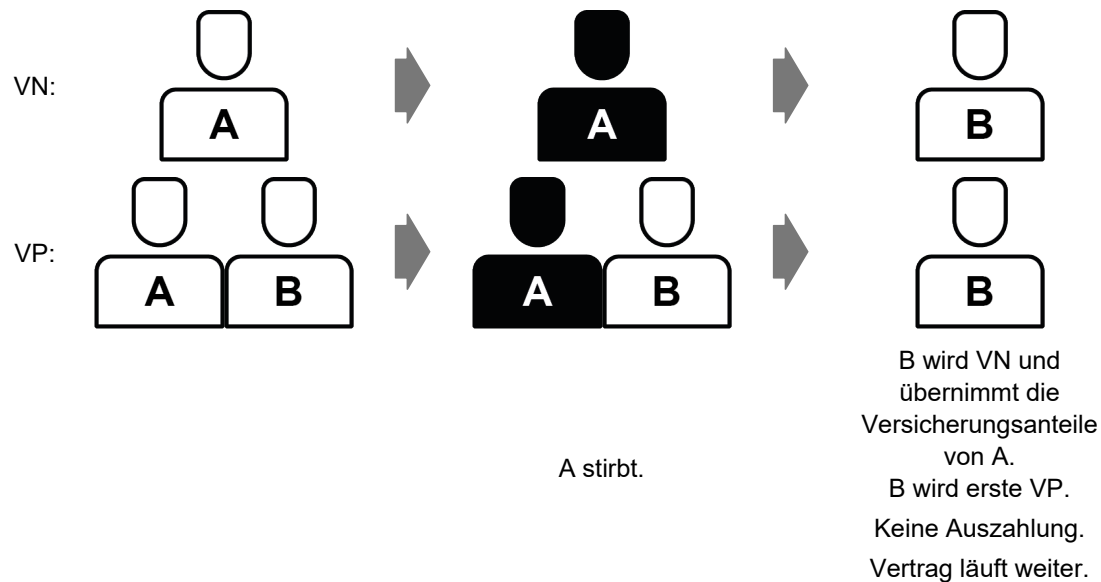 VN:
A
A
B
VP:
A
B
A
B
B
A stirbt.
B wird VN und
übernimmt die
Versicherungsanteile
von A.
B wird erste VP.
Keine Auszahlung.
Vertrag läuft weiter.